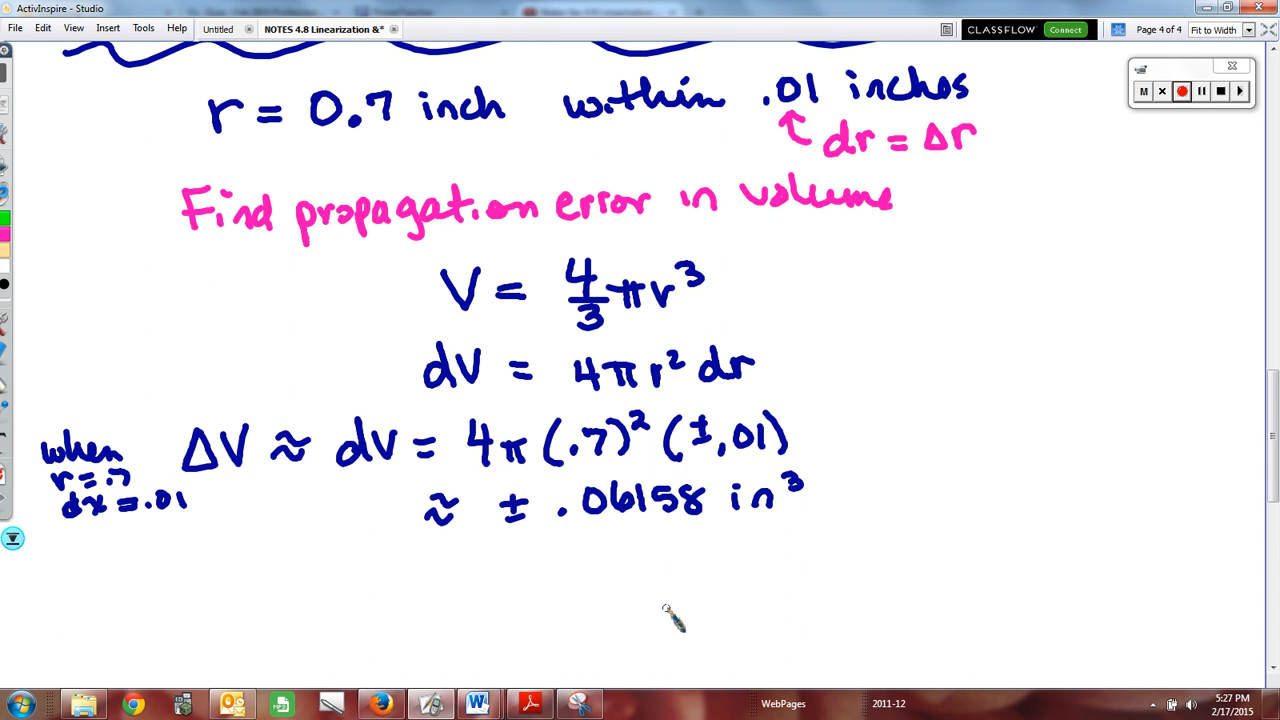 ActivInspire - Studio
File Edit View Insert Tools Help Untitled NOTES 4.8 Linearization &* CLASSFLOW Connect Page 4 of 4 Fit to Width
M
r = 0.7 inch within .01 inches
dr = Δr
Find propagation error in volume
V = 4/3 πr³
dV = 4πr² dr
when ΔV ≈ dV = 4π(.7)²(±.01)
r = .7
dx = .01
≈ ± .06158 in³
WebPages 2011-12 5:27 PM
2/17/2015